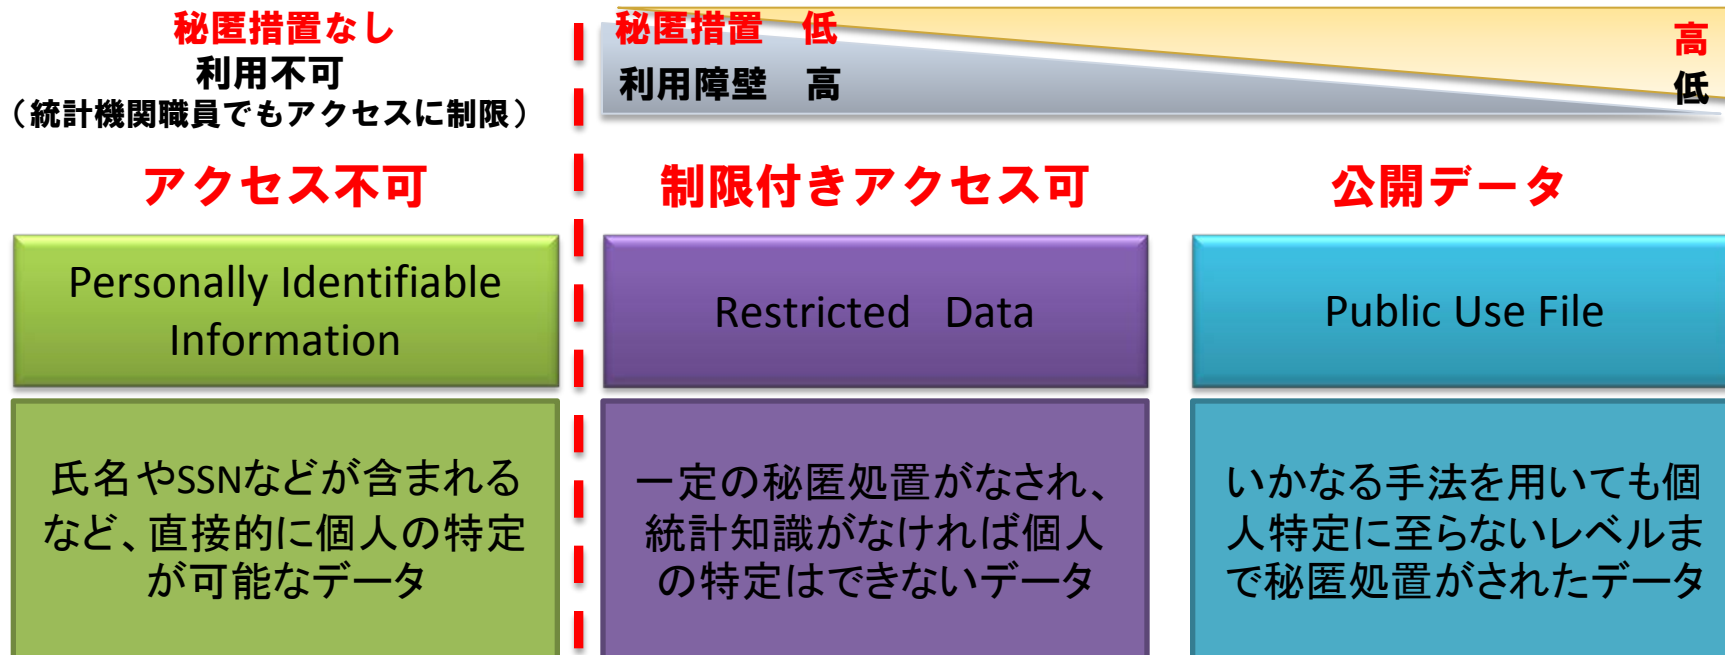 秘匿措置なし
利用不可
（統計機関職員でもアクセスに制限）
秘匿措置　低
高
利用障壁　高
低
アクセス不可
制限付きアクセス可
公開データ
Personally Identifiable
Information
Restricted Data
Public Use File
氏名やSSNなどが含まれる
など、直接的に個人の特定
が可能なデータ
一定の秘匿処置がなされ、
統計知識がなければ個人
の特定はできないデータ
いかなる手法を用いても個
人特定に至らないレベルま
で秘匿処置がされたデータ